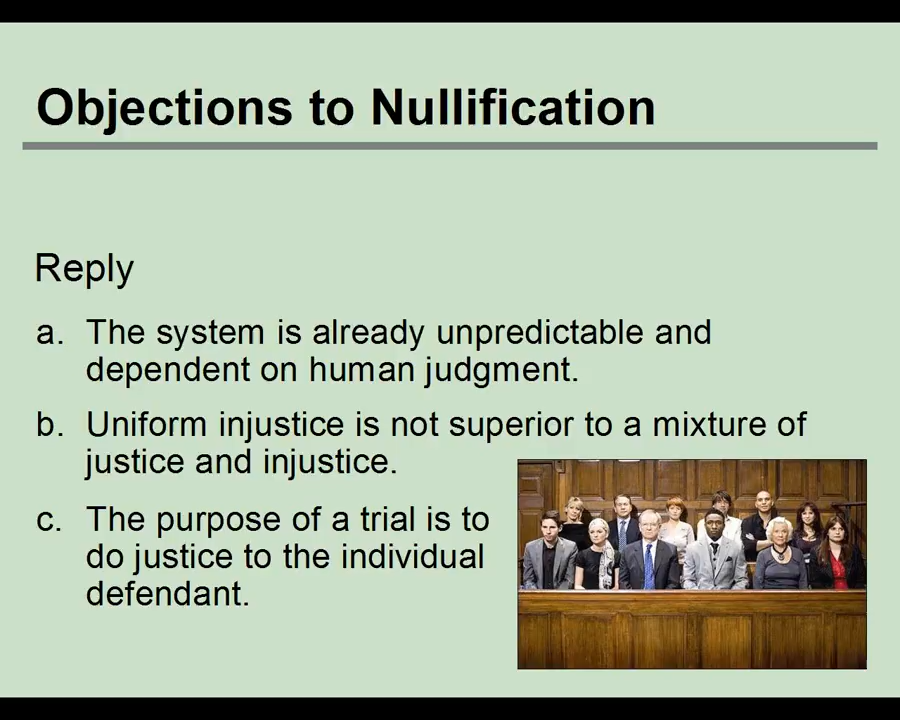 Objections to Nullification
Reply
a. The system is already unpredictable and
dependent on human judgment.
b. Uniform injustice is not superior to a mixture of
justice and injustice.
c. The purpose of a trial is to
do justice to the individual
defendant.